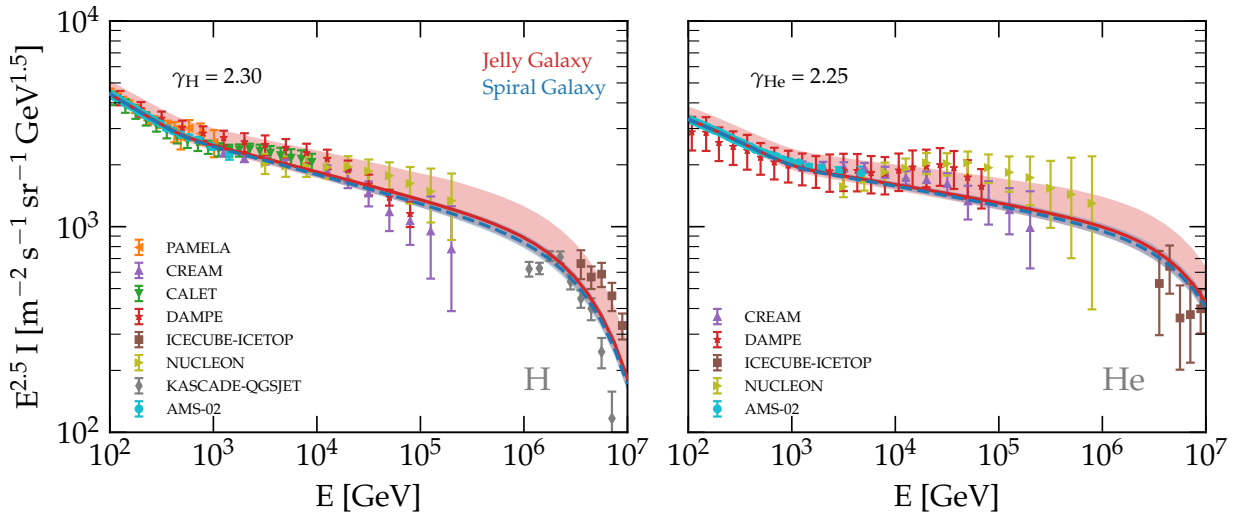 E^{2.5} I [m^{−2} s^{−1} sr^{−1} GeV^{1.5}]
10^4
10^3
10^2
γ_H = 2.30
Jelly Galaxy
Spiral Galaxy
PAMELA
CREAM
CALET
DAMPE
ICECUBE-ICETOP
NUCLEON
KASCADE-QGSJET
AMS-02
H
10^2 10^3 10^4 10^5 10^6 10^7
E [GeV]
γ_He = 2.25
CREAM
DAMPE
ICECUBE-ICETOP
NUCLEON
AMS-02
He
10^2 10^3 10^4 10^5 10^6 10^7
E [GeV]